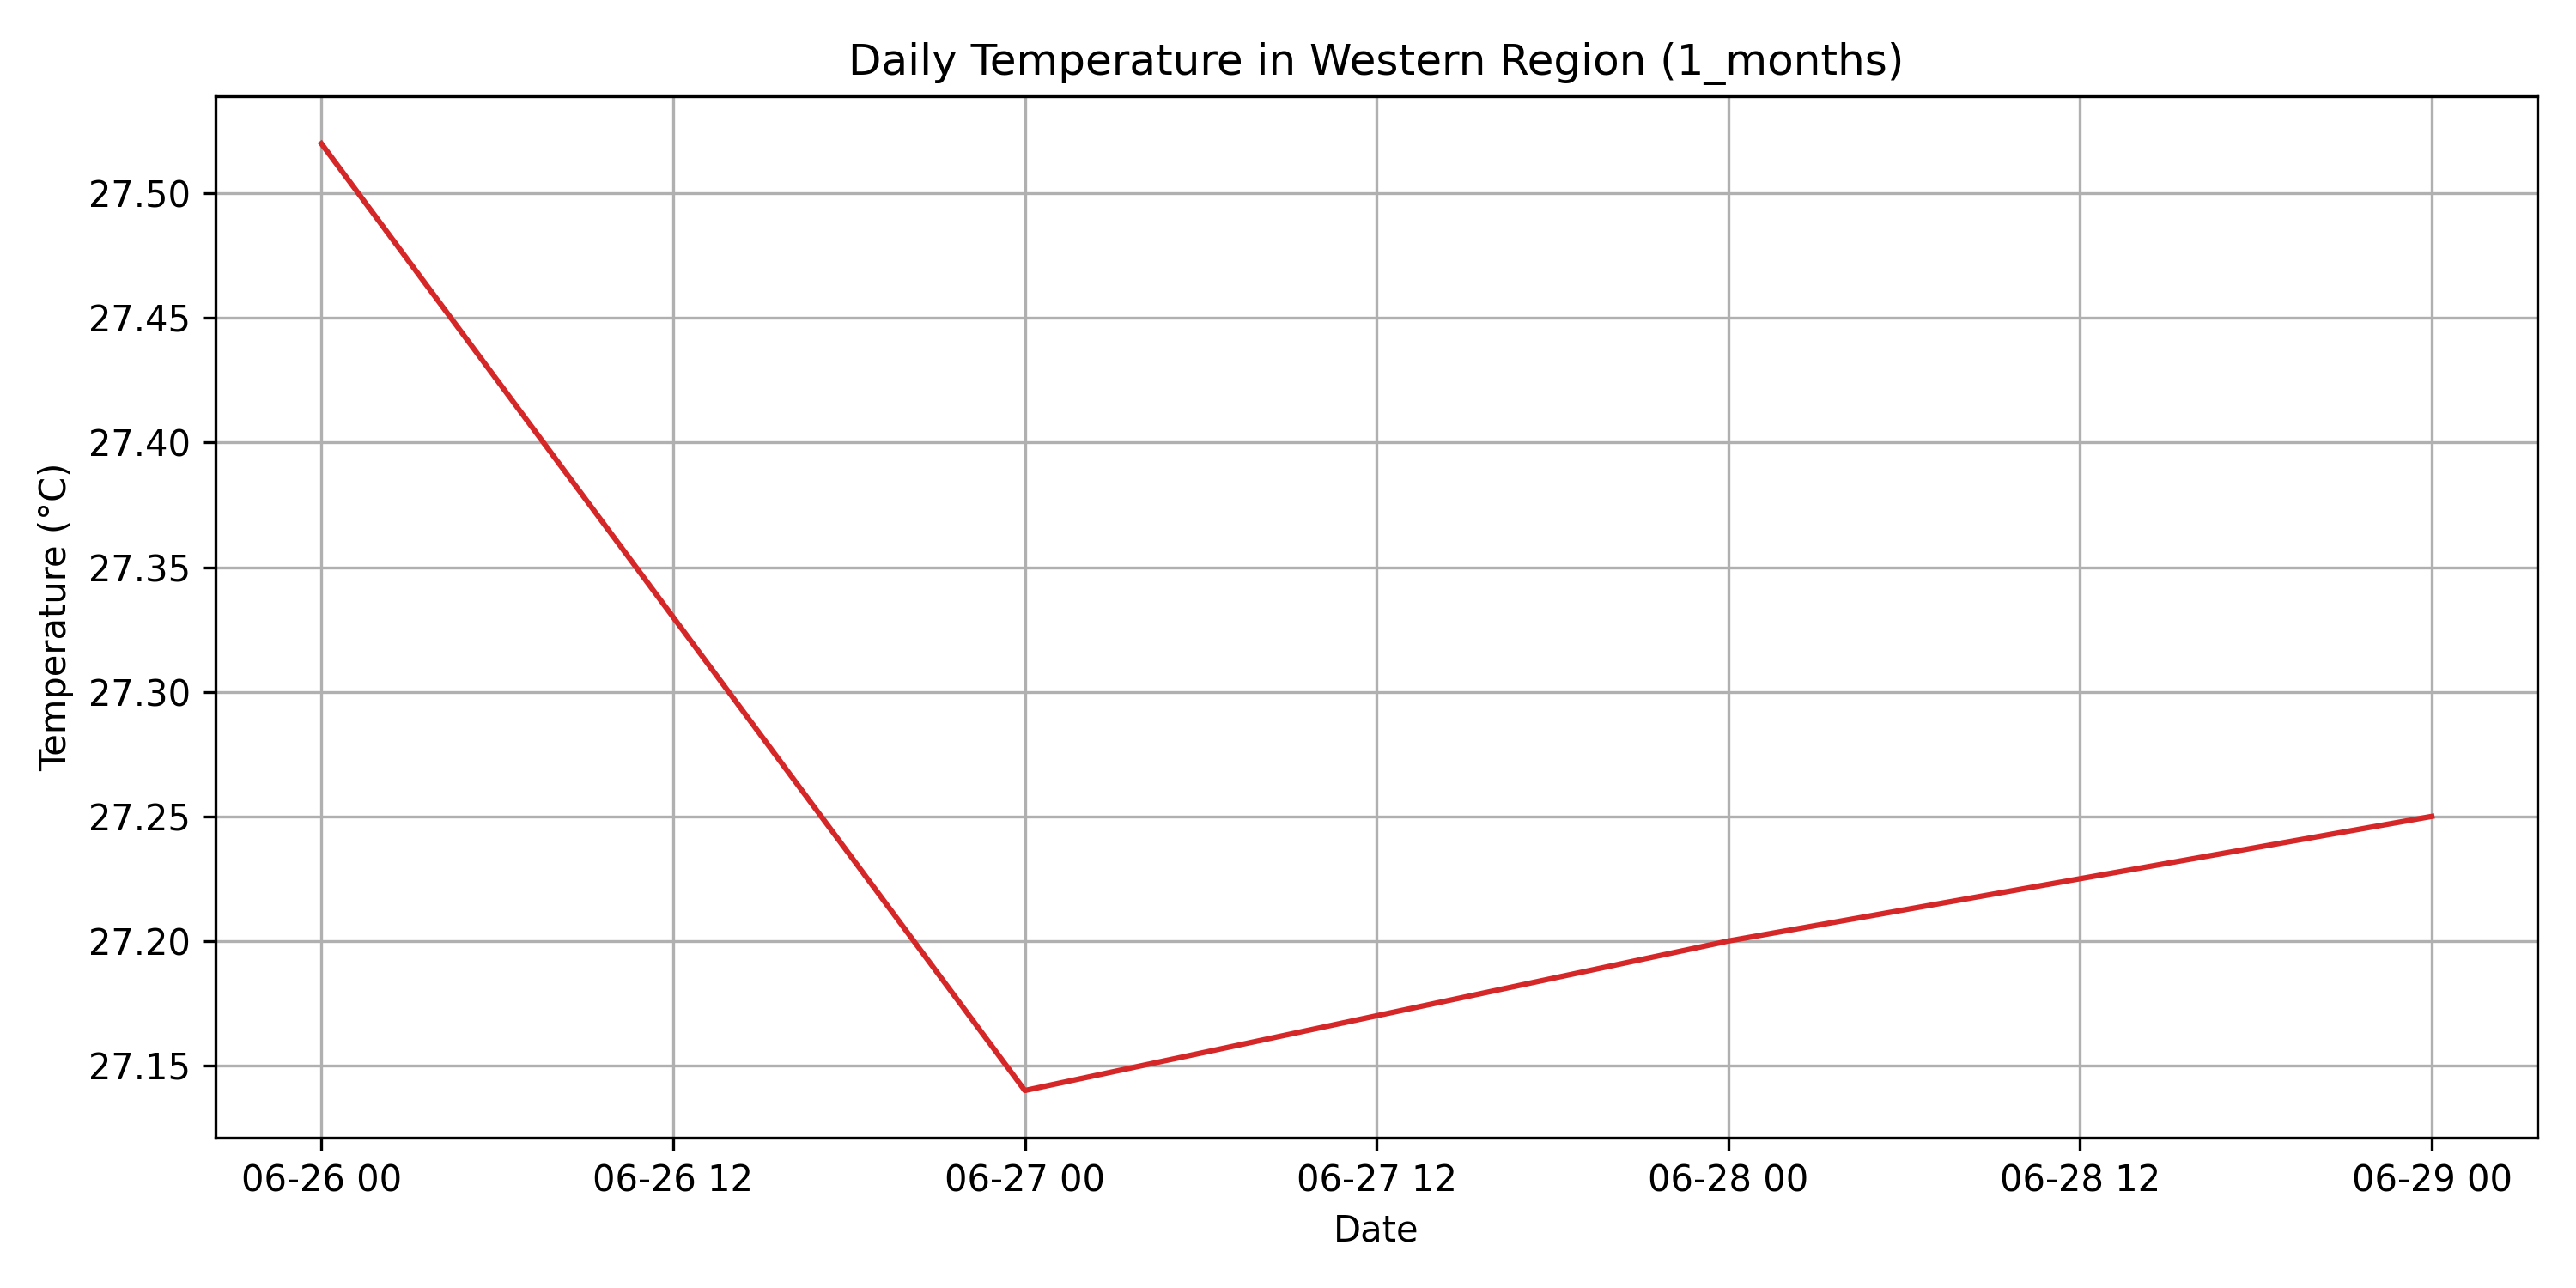 Daily Temperature in Western Region (1_months)
Temperature (°C)
27.50
27.45
27.40
27.35
27.30
27.25
27.20
27.15
06-26 00 06-26 12 06-27 00 06-27 12 06-28 00 06-28 12 06-29 00
Date